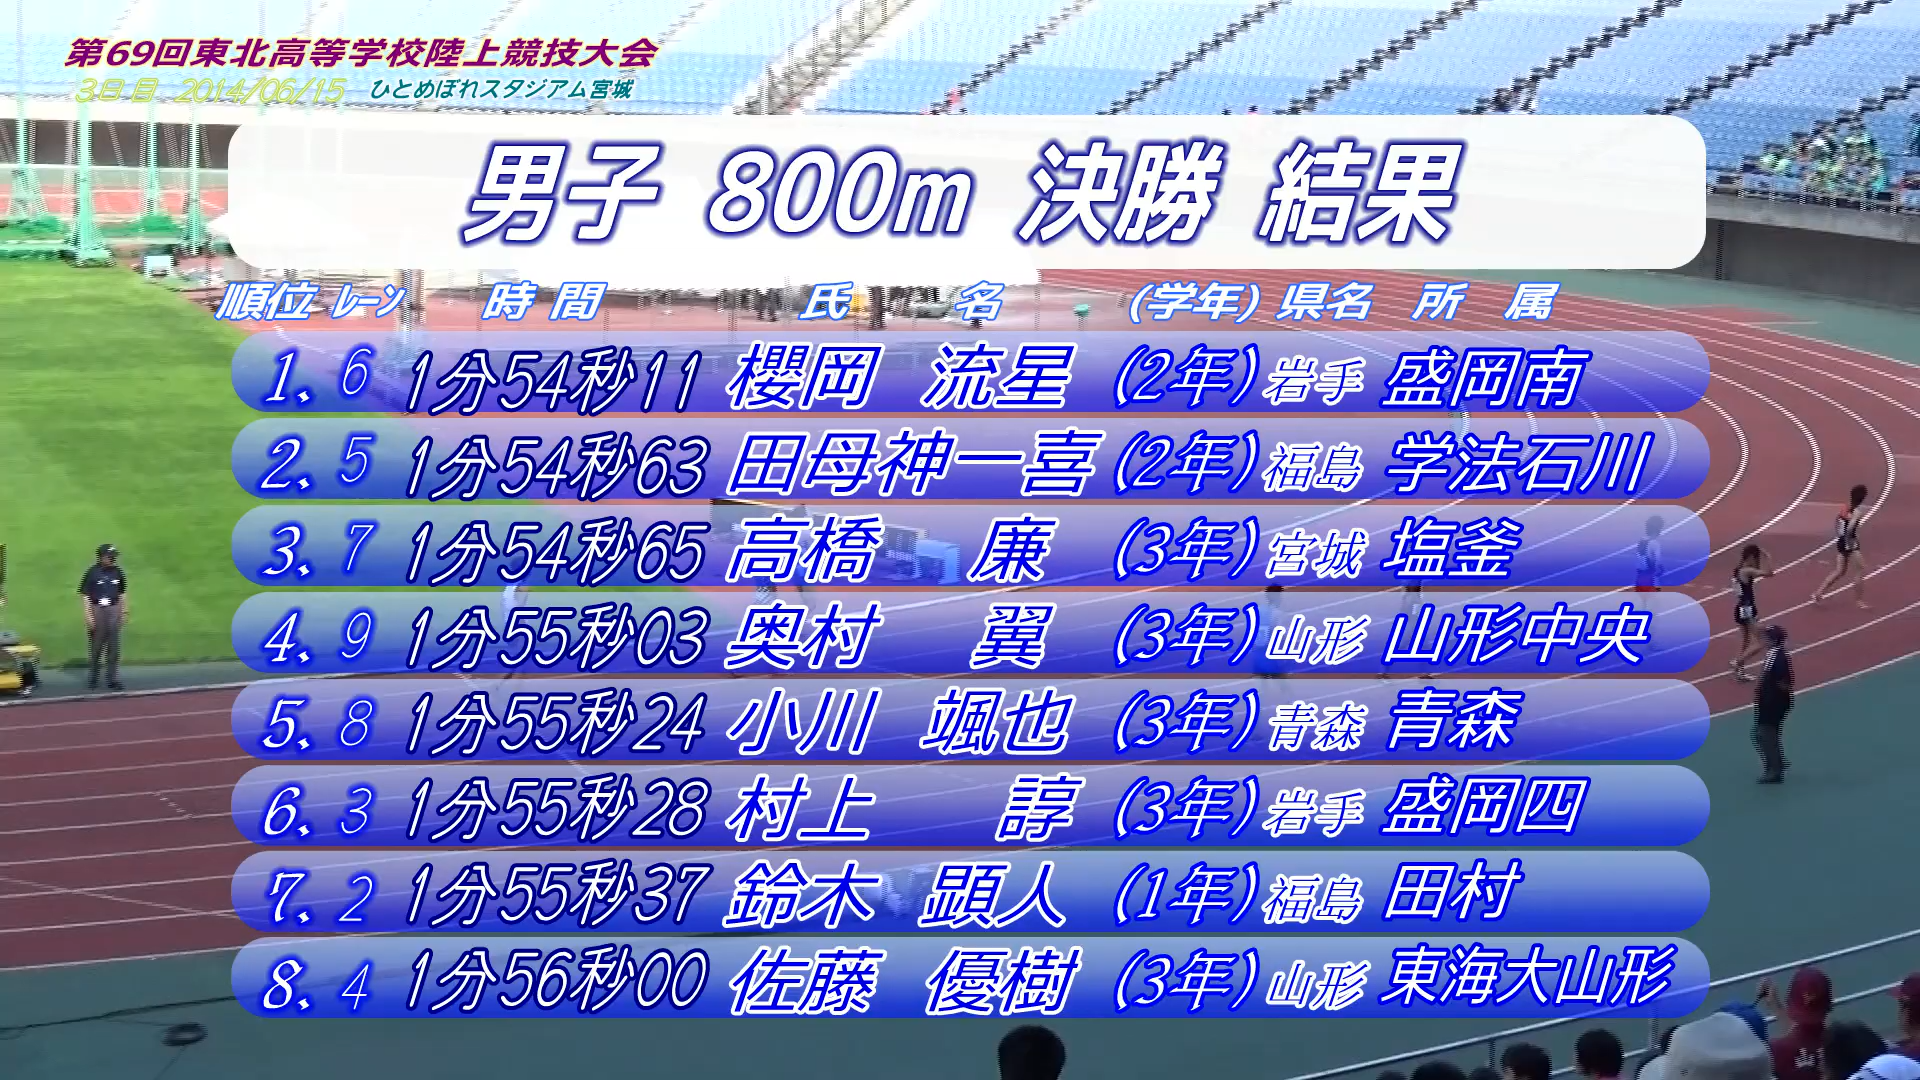 第69回東北高等学校陸上競技大会
3日目 2014/06/15 ひとめぼれスタジアム宮城
男子 800m 決勝 結果
順位 レーン 時間 氏名 (学年) 県名 所属
1. 6 1分54秒11 櫻岡 流星 (2年) 岩手 盛岡南
2. 5 1分54秒63 田母神一喜 (2年) 福島 学法石川
3. 7 1分54秒65 高橋 廉 (3年) 宮城 塩釜
4. 9 1分55秒03 奥村 翼 (3年) 山形 山形中央
5. 8 1分55秒24 小川 颯也 (3年) 青森 青森
6. 3 1分55秒28 村上 諄 (3年) 岩手 盛岡四
7. 2 1分55秒37 鈴木 顕人 (1年) 福島 田村
8. 4 1分56秒00 佐藤 優樹 (3年) 山形 東海大山形